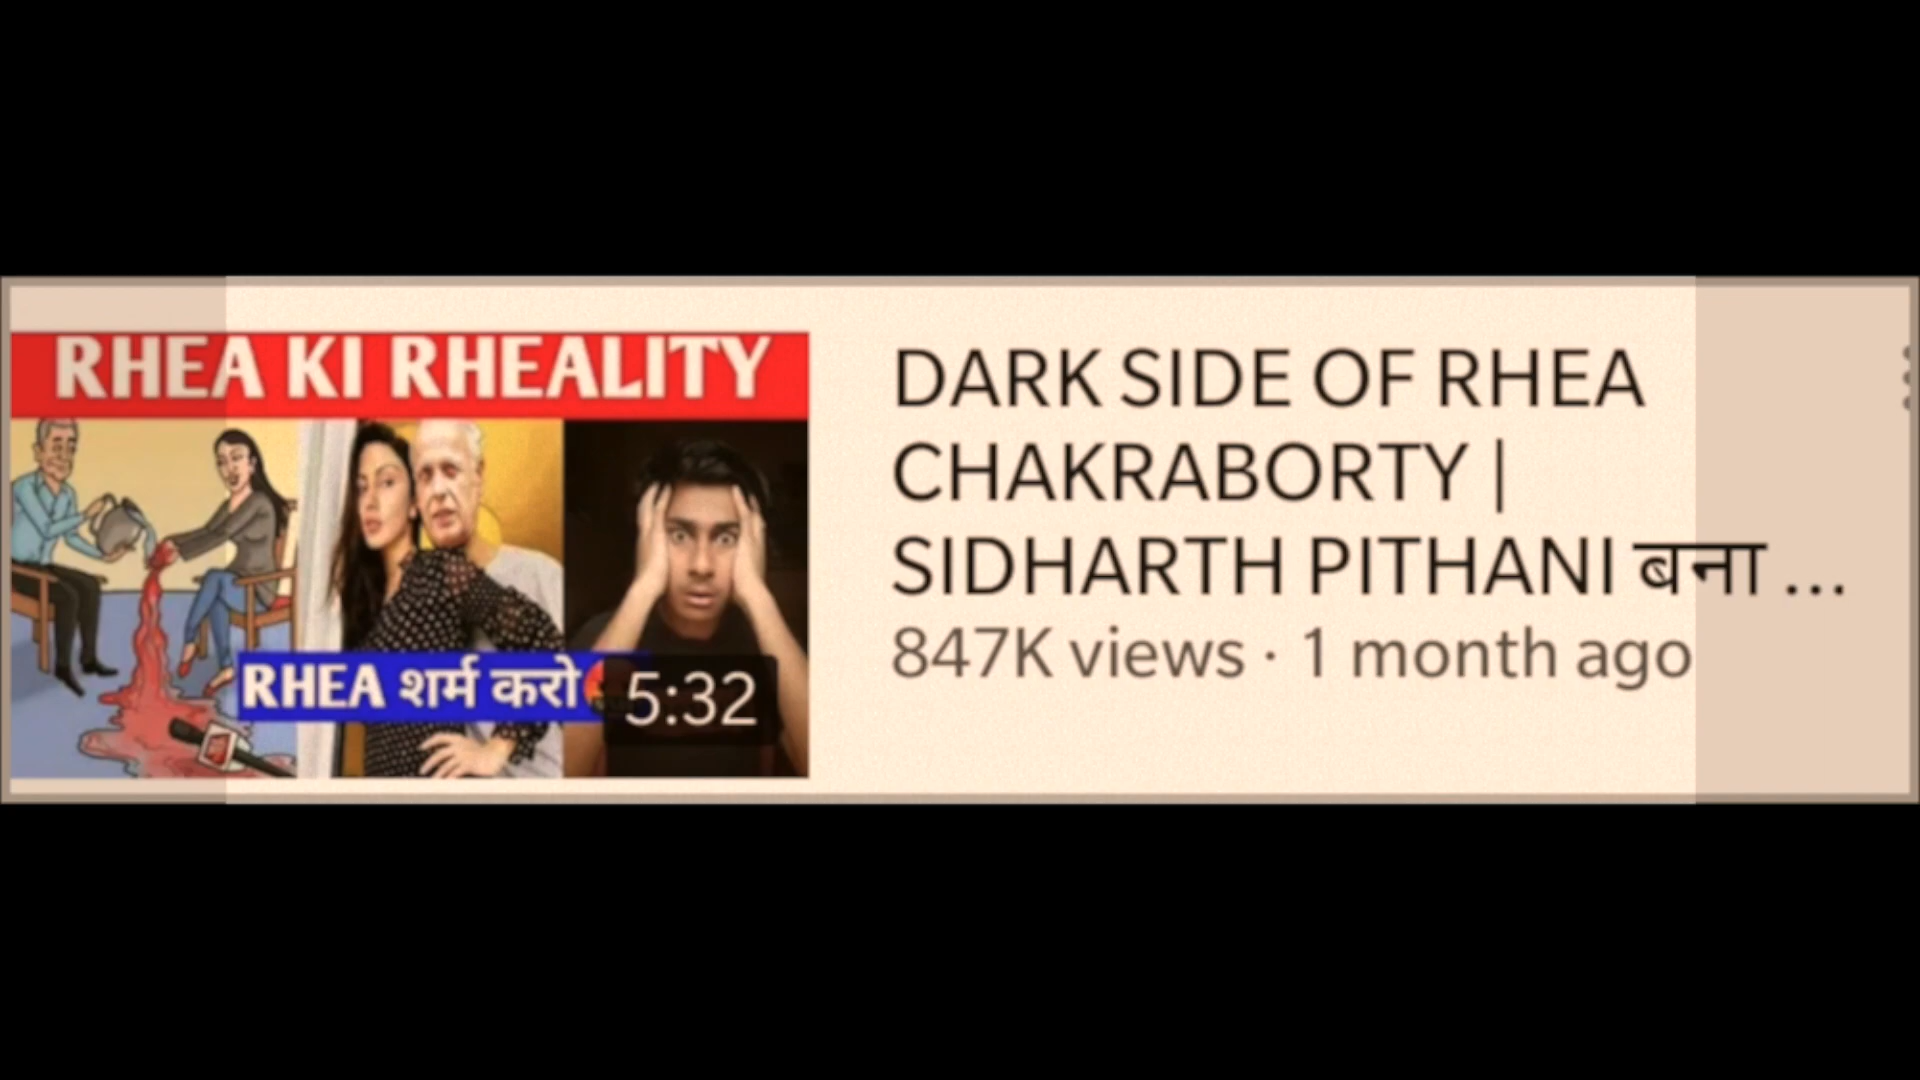 RHEA KI RHEALITY
RHEA शर्म करो
5:32
DARK SIDE OF RHEA
CHAKRABORTY |
SIDHARTH PITHANI बना ...
847K views · 1 month ago